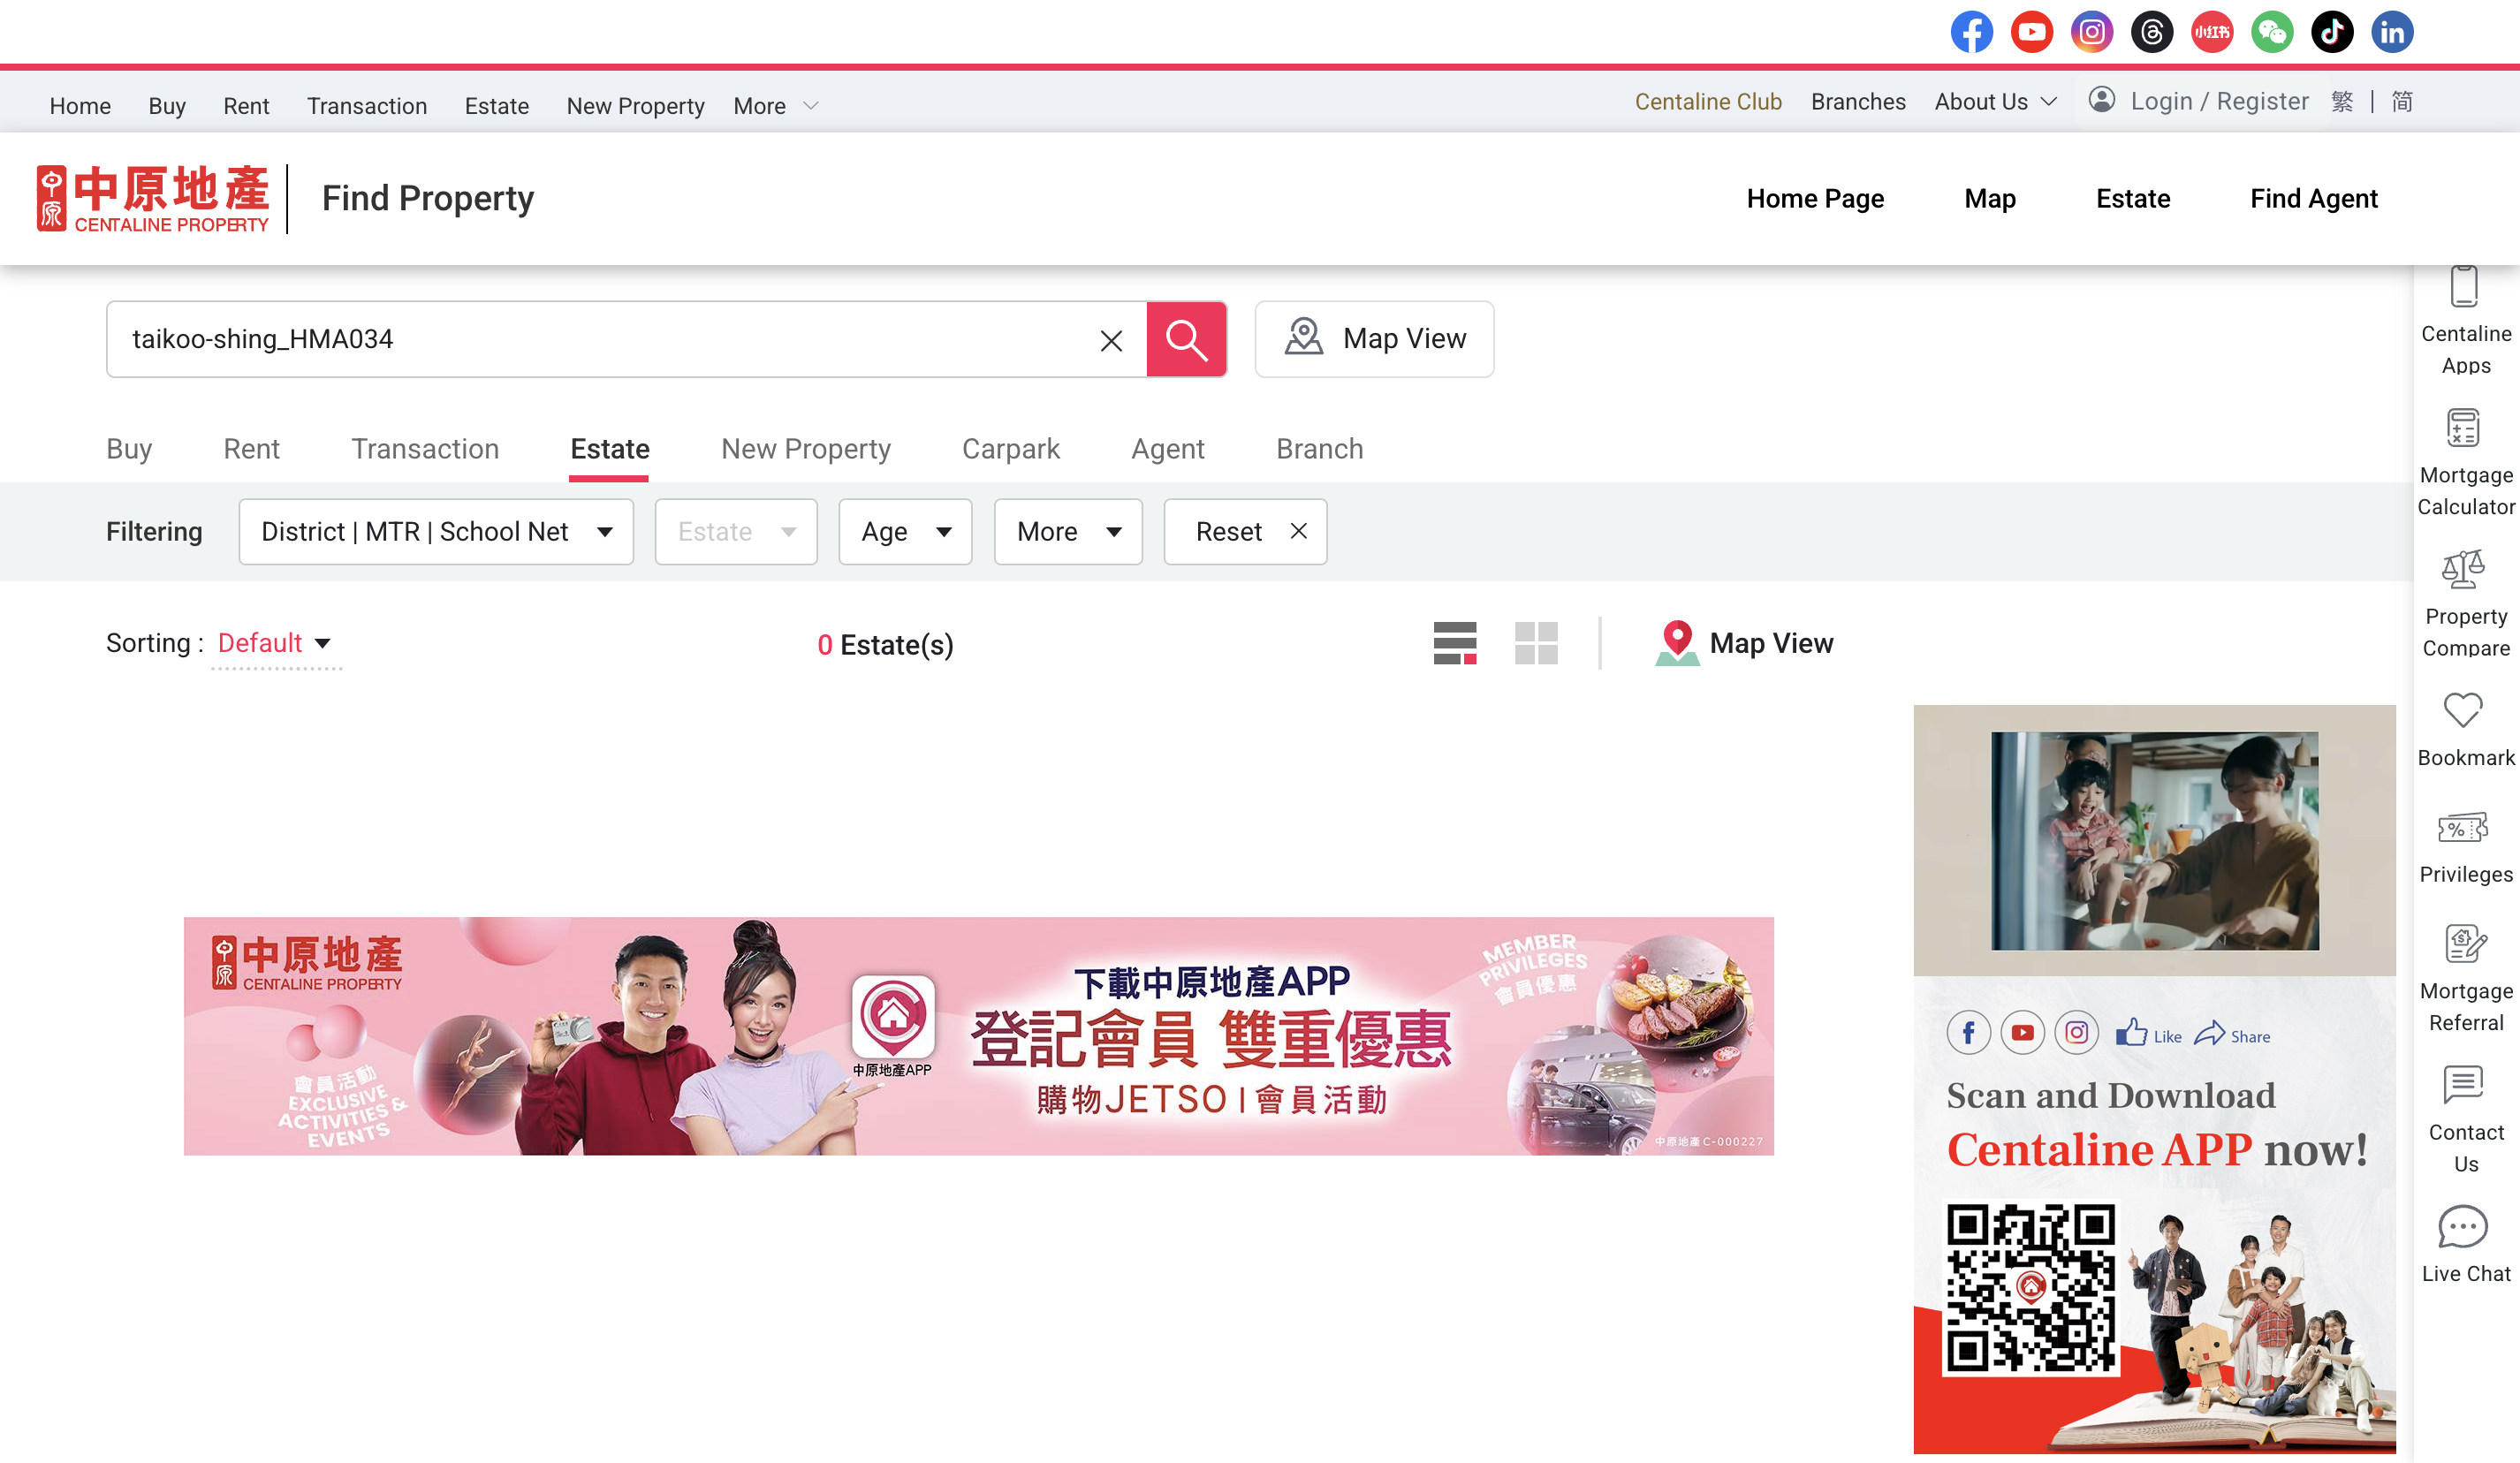 小红书
Home Buy Rent Transaction Estate New Property More
Centaline Club Branches About Us Login / Register 繁 | 简
中原
中原地產
CENTALINE PROPERTY
Find Property
Home Page Map Estate Find Agent
taikoo-shing_HMA034
Map View
Buy Rent Transaction Estate New Property Carpark Agent Branch
Filtering District | MTR | School Net Estate Age More Reset
Sorting : Default
0 Estate(s)
Map View
中原
中原地產
CENTALINE PROPERTY
會員活動
EXCLUSIVE
ACTIVITIES &
EVENTS
中原地產APP
下載中原地產APP
登記會員 雙重優惠
購物JETSO | 會員活動
MEMBER
PRIVILEGES
會員優惠
中原地產 C-000227
Like Share
Scan and Download
Centaline APP now!
Centaline
Apps
Mortgage
Calculator
Property
Compare
Bookmark
Privileges
Mortgage
Referral
Contact
Us
Live Chat